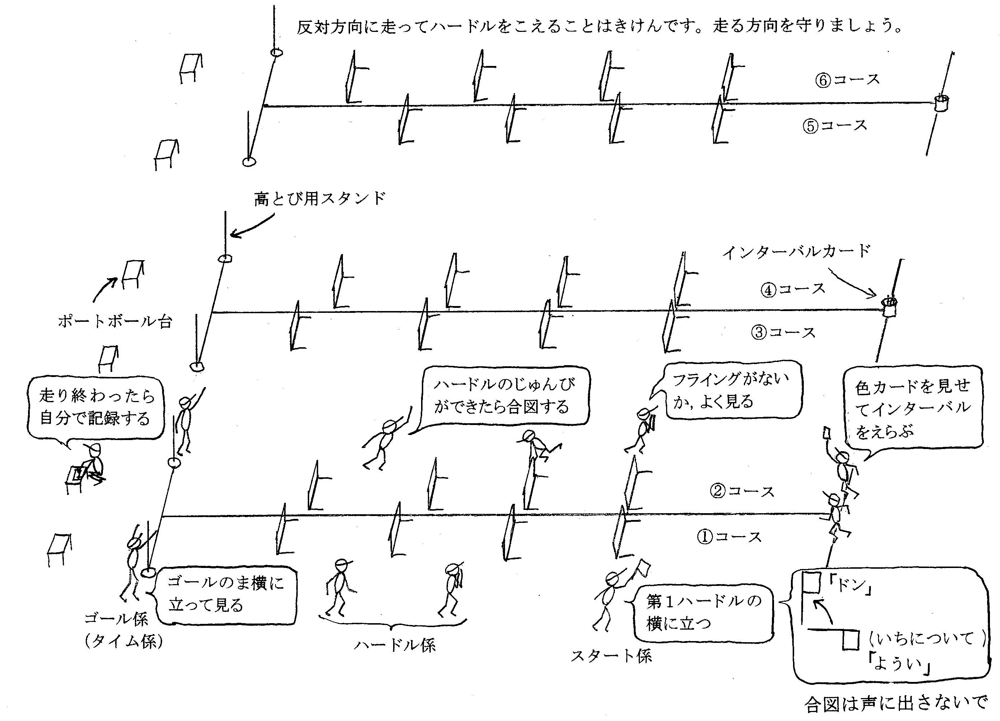 反対方向に走ってハードルをこえることはきけんです。走る方向を守りましょう。
⑥コース
⑤コース
高とび用スタンド
インターバルカード
④コース
ポートボール台
③コース
走り終わったら
自分で記録する
ハードルのじゅんび
ができたら合図する
フライングがない
か,よく見る
色カードを見せ
てインターバル
をえらぶ
②コース
①コース
ゴールのま横に
立って見る
ゴール係
(タイム係)
ハードル係
第1ハードルの
横に立つ
スタート係
「ドン」
(いちについて)
「ようい」
合図は声に出さないで